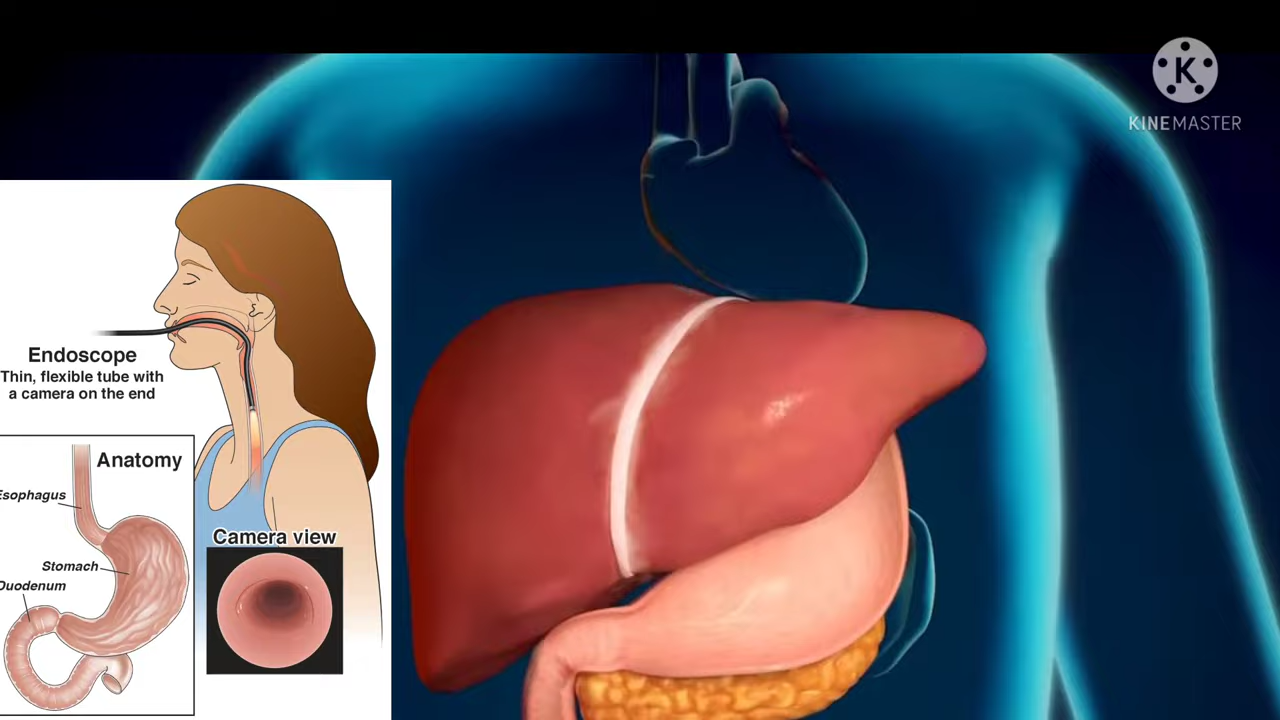 K
KINEMASTER
Endoscope
Thin, flexible tube with
a camera on the end
Anatomy
Esophagus
Stomach
Duodenum
Camera view